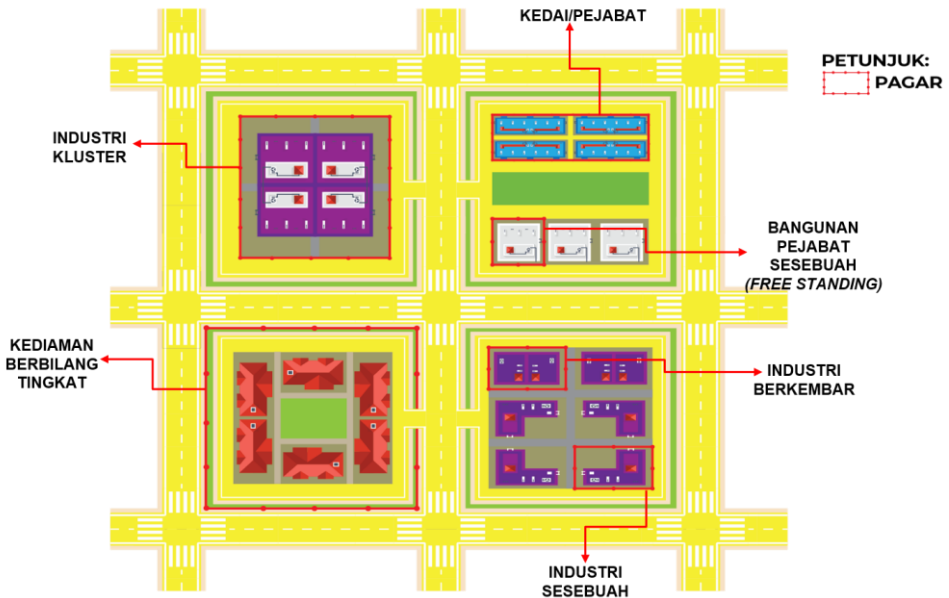 KEDAI/PEJABAT
PETUNJUK:
PAGAR
INDUSTRI
KLUSTER
BANGUNAN
PEJABAT
SESEBUAH
(FREE STANDING)
KEDIAMAN
BERBILANG
TINGKAT
INDUSTRI
BERKEMBAR
INDUSTRI
SESEBUAH